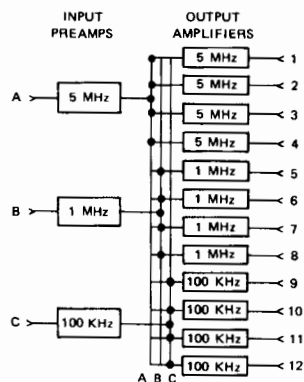 INPUT
PREAMPS
OUTPUT
AMPLIFIERS
A
5 MHz
B
1 MHz
C
100 KHz
5 MHz
1
5 MHz
2
5 MHz
3
5 MHz
4
1 MHz
5
1 MHz
6
1 MHz
7
1 MHz
8
100 KHz
9
100 KHz
10
100 KHz
11
100 KHz
12
A B C